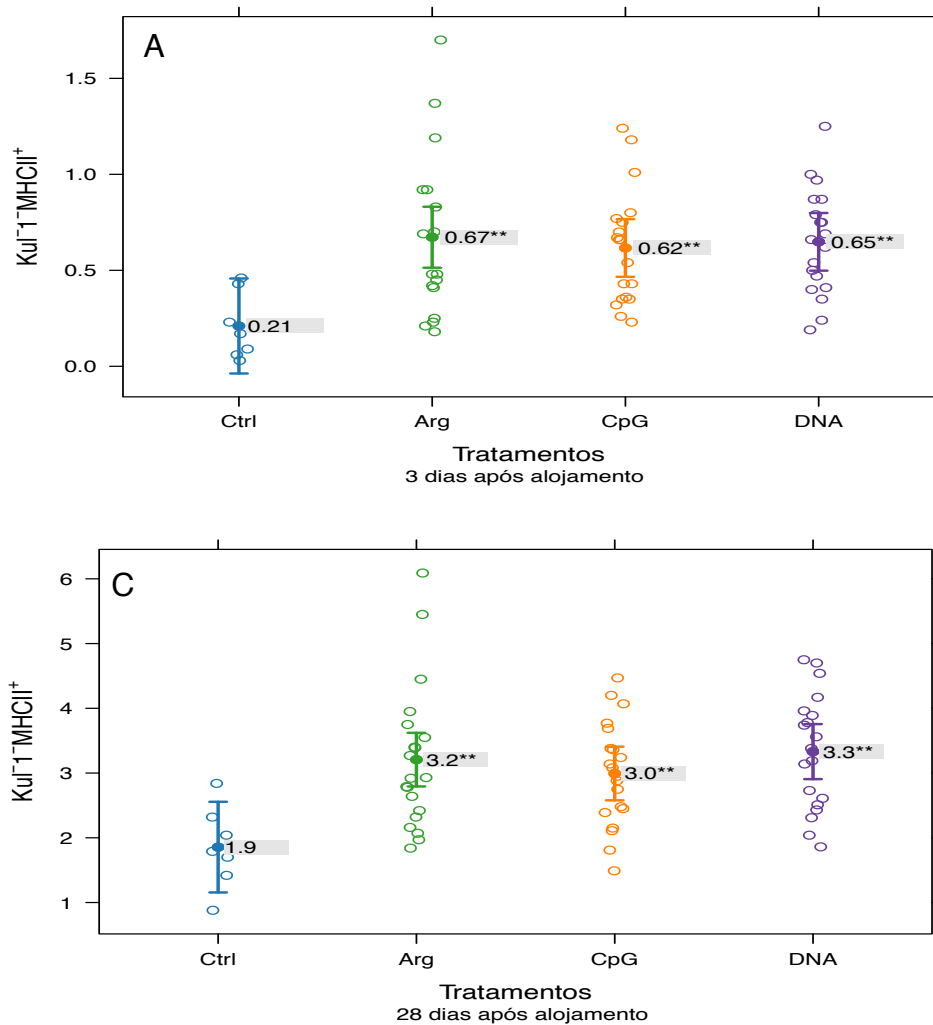 A
1.5
1.0
0.5
0.0
Kul⁻1⁻MHCII⁺
0.21
0.67**
0.62**
0.65**
Ctrl Arg CpG DNA
Tratamentos
3 dias após alojamento
C
6
5
4
3
2
1
Kul⁻1⁻MHCII⁺
1.9
3.2**
3.0**
3.3**
Ctrl Arg CpG DNA
Tratamentos
28 dias após alojamento